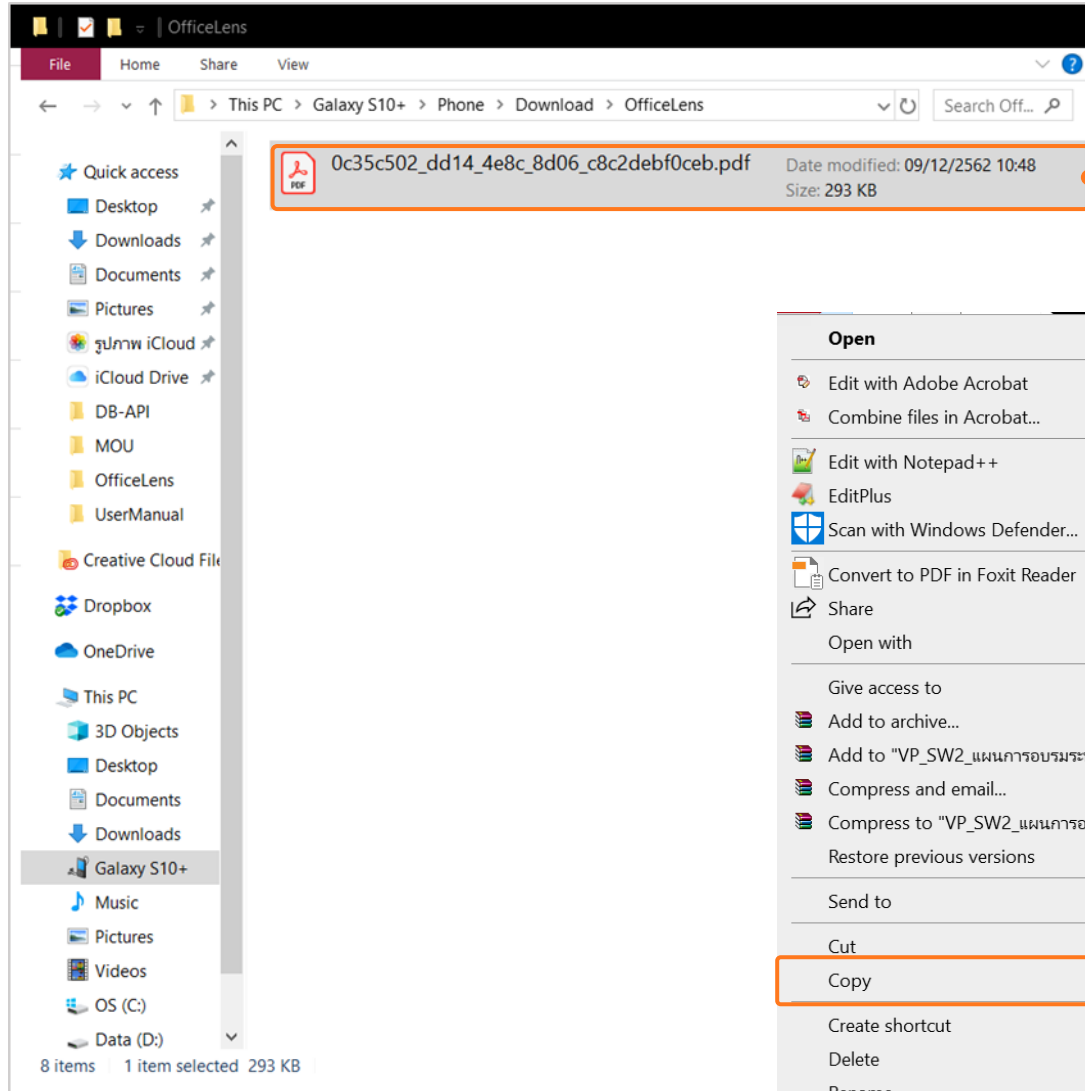 OfficeLens
File Home Share View
This PC > Galaxy S10+ > Phone > Download > OfficeLens
Search Off...
Quick access
Desktop
Downloads
Documents
Pictures
รูปภาพ iCloud
iCloud Drive
DB-API
MOU
OfficeLens
UserManual
Creative Cloud File
Dropbox
OneDrive
This PC
3D Objects
Desktop
Documents
Downloads
Galaxy S10+
Music
Pictures
Videos
OS (C:)
Data (D:)
8 items 1 item selected 293 KB
0c35c502_dd14_4e8c_8d06_c8c2debf0ceb.pdf
PDF
Date modified: 09/12/2562 10:48
Size: 293 KB
Open
Edit with Adobe Acrobat
Combine files in Acrobat...
Edit with Notepad++
EditPlus
Scan with Windows Defender...
Convert to PDF in Foxit Reader
Share
Open with
Give access to
Add to archive...
Add to "VP_SW2_แผนการอบรมระ
Compress and email...
Compress to "VP_SW2_แผนการอ
Restore previous versions
Send to
Cut
Copy
Create shortcut
Delete